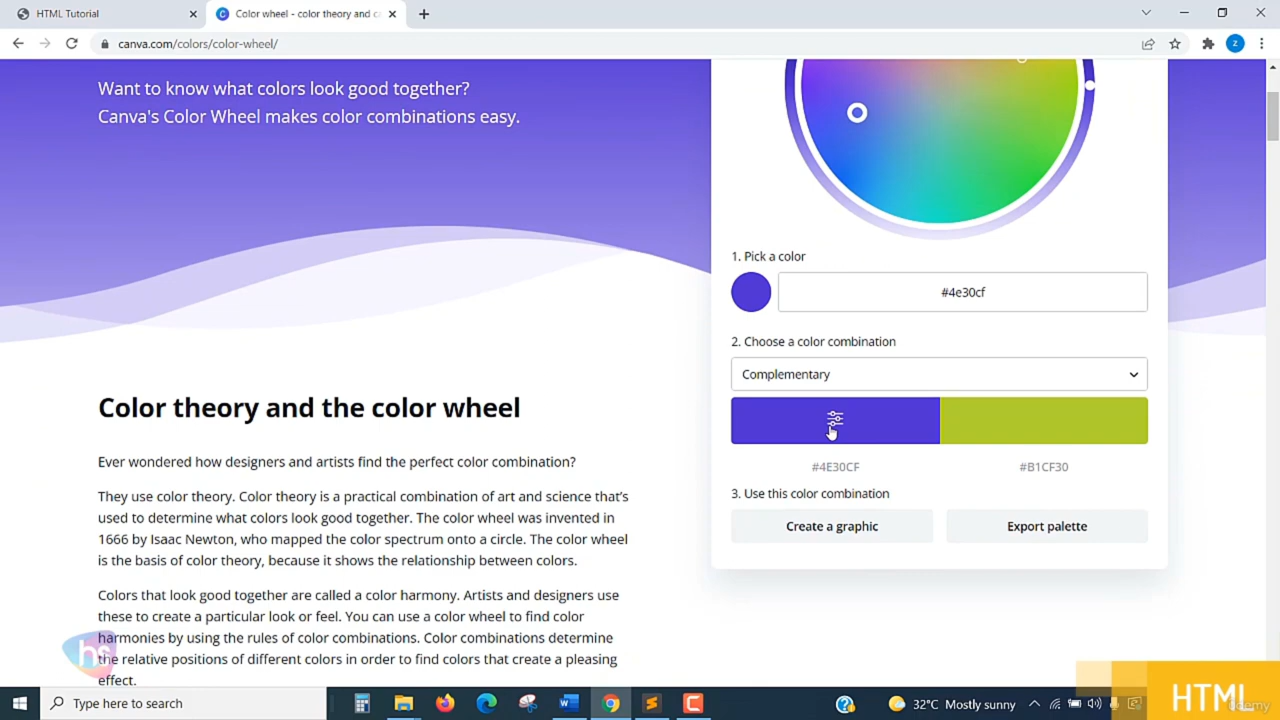 HTML Tutorial
Color wheel - color theory and ca
canva.com/colors/color-wheel/
z
Want to know what colors look good together?
Canva's Color Wheel makes color combinations easy.
1. Pick a color
#4e30cf
2. Choose a color combination
Complementary
#4E30CF
#B1CF30
3. Use this color combination
Create a graphic
Export palette
Color theory and the color wheel
Ever wondered how designers and artists find the perfect color combination?
They use color theory. Color theory is a practical combination of art and science that's
used to determine what colors look good together. The color wheel was invented in
1666 by Isaac Newton, who mapped the color spectrum onto a circle. The color wheel
is the basis of color theory, because it shows the relationship between colors.
Colors that look good together are called a color harmony. Artists and designers use
these to create a particular look or feel. You can use a color wheel to find color
harmonies by using the rules of color combinations. Color combinations determine
the relative positions of different colors in order to find colors that create a pleasing
effect.
hs
Type here to search
32°C Mostly sunny
HTML
Udemy